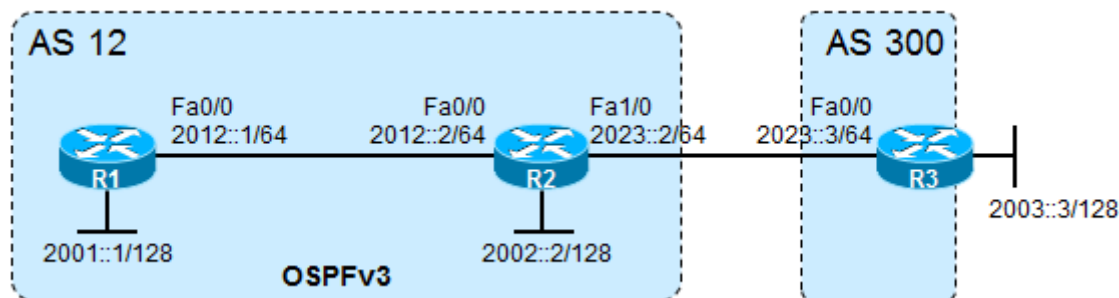 AS 12
AS 300
Fa0/0
2012::1/64
Fa0/0
2012::2/64
Fa1/0
2023::2/64
Fa0/0
2023::3/64
R1
R2
R3
2001::1/128
2002::2/128
2003::3/128
OSPFv3